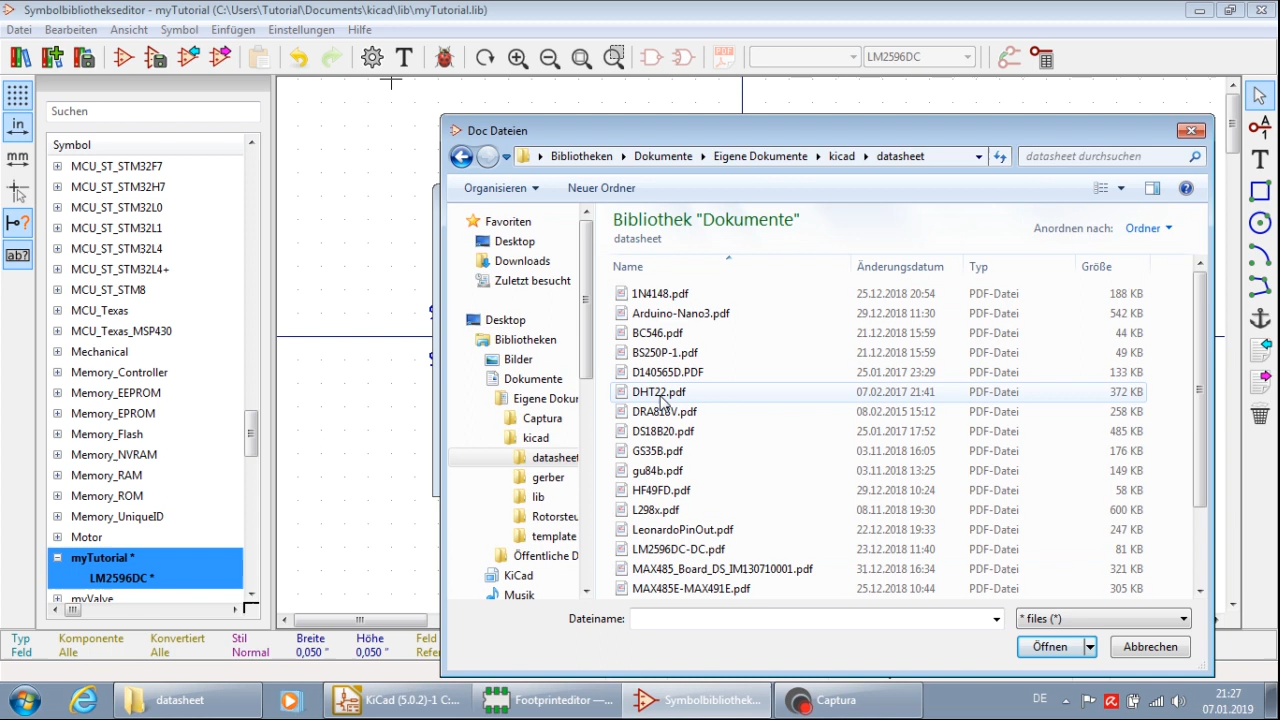 Symbolbibliothekseditor - myTutorial (C:\Users\Tutorial\Documents\kicad\lib\myTutorial.lib)
Datei Bearbeiten Ansicht Symbol Einfügen Einstellungen Hilfe
PDF
LM2596DC
in
mm
ab?
Suchen
Symbol
MCU_ST_STM32F7
MCU_ST_STM32H7
MCU_ST_STM32L0
MCU_ST_STM32L1
MCU_ST_STM32L4
MCU_ST_STM32L4+
MCU_ST_STM8
MCU_Texas
MCU_Texas_MSP430
Mechanical
Memory_Controller
Memory_EEPROM
Memory_EPROM
Memory_Flash
Memory_NVRAM
Memory_RAM
Memory_ROM
Memory_UniqueID
Motor
myTutorial *
LM2596DC *
myValve
Doc Dateien
Bibliotheken Dokumente Eigene Dokumente kicad datasheet
datasheet durchsuchen
Organisieren Neuer Ordner
Favoriten
Desktop
Downloads
Zuletzt besucht
Desktop
Bibliotheken
Bilder
Dokumente
Eigene Dokur
Captura
kicad
datasheet
gerber
lib
Rotorsteu
template
Öffentliche D
KiCad
Musik
Bibliothek "Dokumente"
datasheet
Anordnen nach: Ordner
Name Änderungsdatum Typ Größe
1N4148.pdf 25.12.2018 20:54 PDF-Datei 188 KB
Arduino-Nano3.pdf 29.12.2018 11:30 PDF-Datei 542 KB
BC546.pdf 21.12.2018 15:59 PDF-Datei 44 KB
BS250P-1.pdf 21.12.2018 15:59 PDF-Datei 49 KB
D140565D.PDF 25.01.2017 23:29 PDF-Datei 133 KB
DHT22.pdf 07.02.2017 21:41 PDF-Datei 372 KB
DRA818V.pdf 08.02.2015 15:12 PDF-Datei 258 KB
DS18B20.pdf 25.01.2017 17:52 PDF-Datei 485 KB
GS35B.pdf 03.11.2018 16:05 PDF-Datei 176 KB
gu84b.pdf 03.11.2018 13:25 PDF-Datei 149 KB
HF49FD.pdf 29.12.2018 10:24 PDF-Datei 58 KB
L298x.pdf 08.11.2018 19:30 PDF-Datei 600 KB
LeonardoPinOut.pdf 22.12.2018 19:33 PDF-Datei 247 KB
LM2596DC-DC.pdf 23.12.2018 11:40 PDF-Datei 81 KB
MAX485_Board_DS_IM130710001.pdf 31.12.2018 16:34 PDF-Datei 321 KB
MAX485E-MAX491E.pdf 25.12.2018 10:44 PDF-Datei 305 KB
Dateiname: * files (*)
Öffnen Abbrechen
Typ Komponente Konvertiert Stil Breite Höhe Feld
Feld Alle Alle Normal 0,050 " 0,050 " Refer
datasheet KiCad (5.0.2)-1 C:... Footprinteditor —... Symbolbibliothek... Captura DE 21:27
07.01.2019